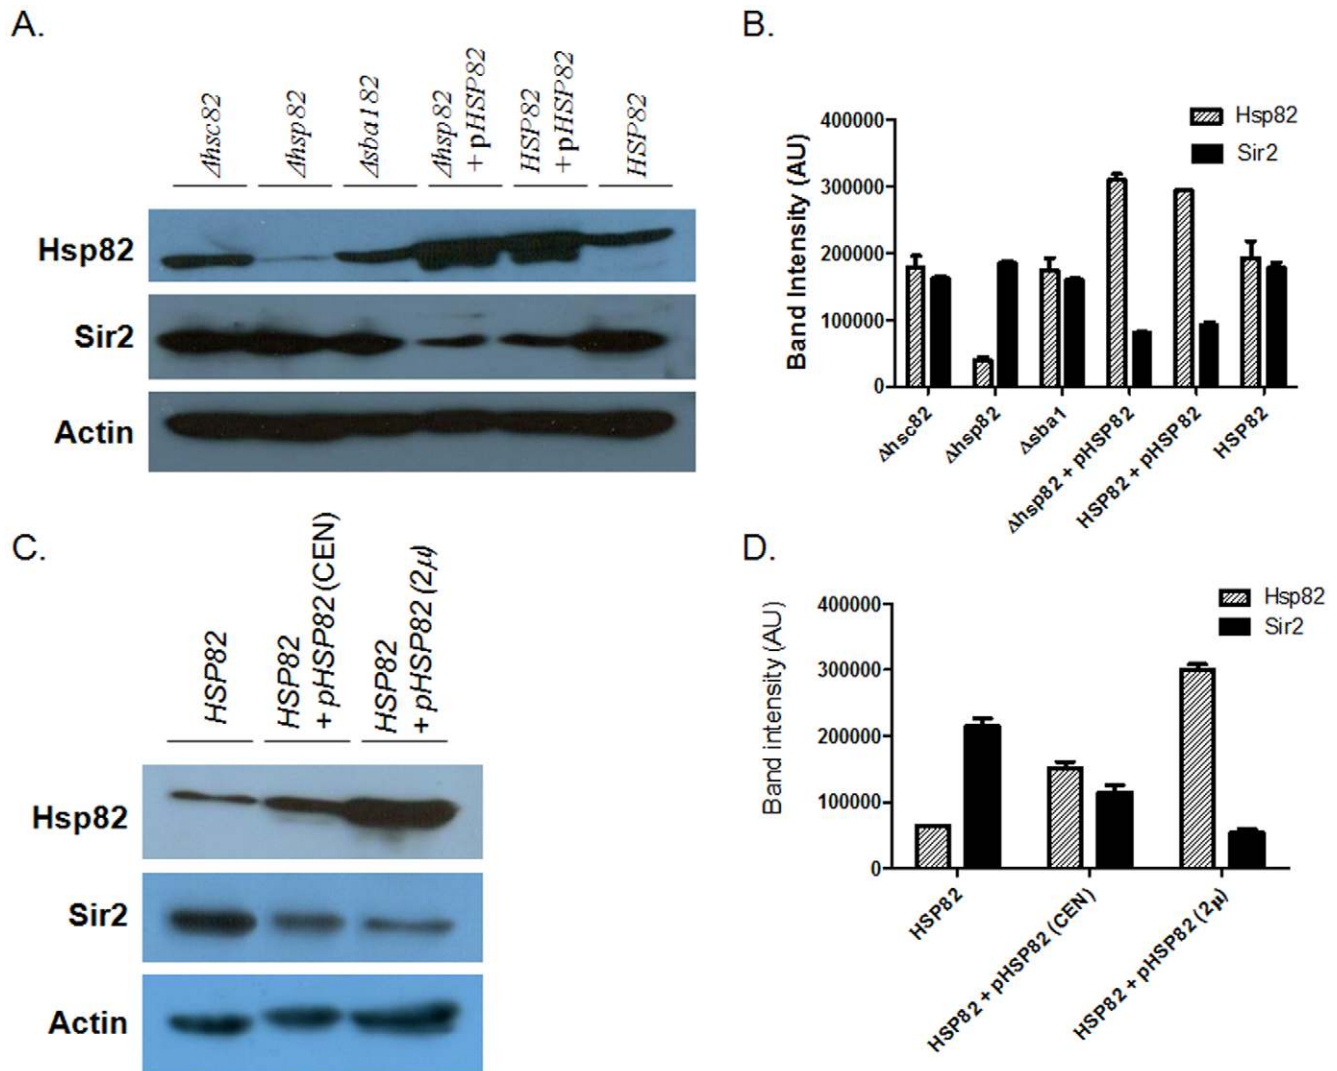 A.
Δhsc82
Δhsp82
Δsba182
Δhsp82
+ pHSP82
HSP82
+ pHSP82
HSP82
Hsp82
Sir2
Actin
B.
Hsp82
Sir2
Band Intensity (AU)
400000
300000
200000
100000
0
Δhsc82
Δhsp82
Δsba1
Δhsp82 + pHSP82
HSP82 + pHSP82
HSP82
C.
HSP82
HSP82
+ pHSP82 (CEN)
HSP82
+ pHSP82 (2μ)
Hsp82
Sir2
Actin
D.
Hsp82
Sir2
Band intensity (AU)
400000
300000
200000
100000
0
HSP82
HSP82 + pHSP82 (CEN)
HSP82 + pHSP82 (2μ)